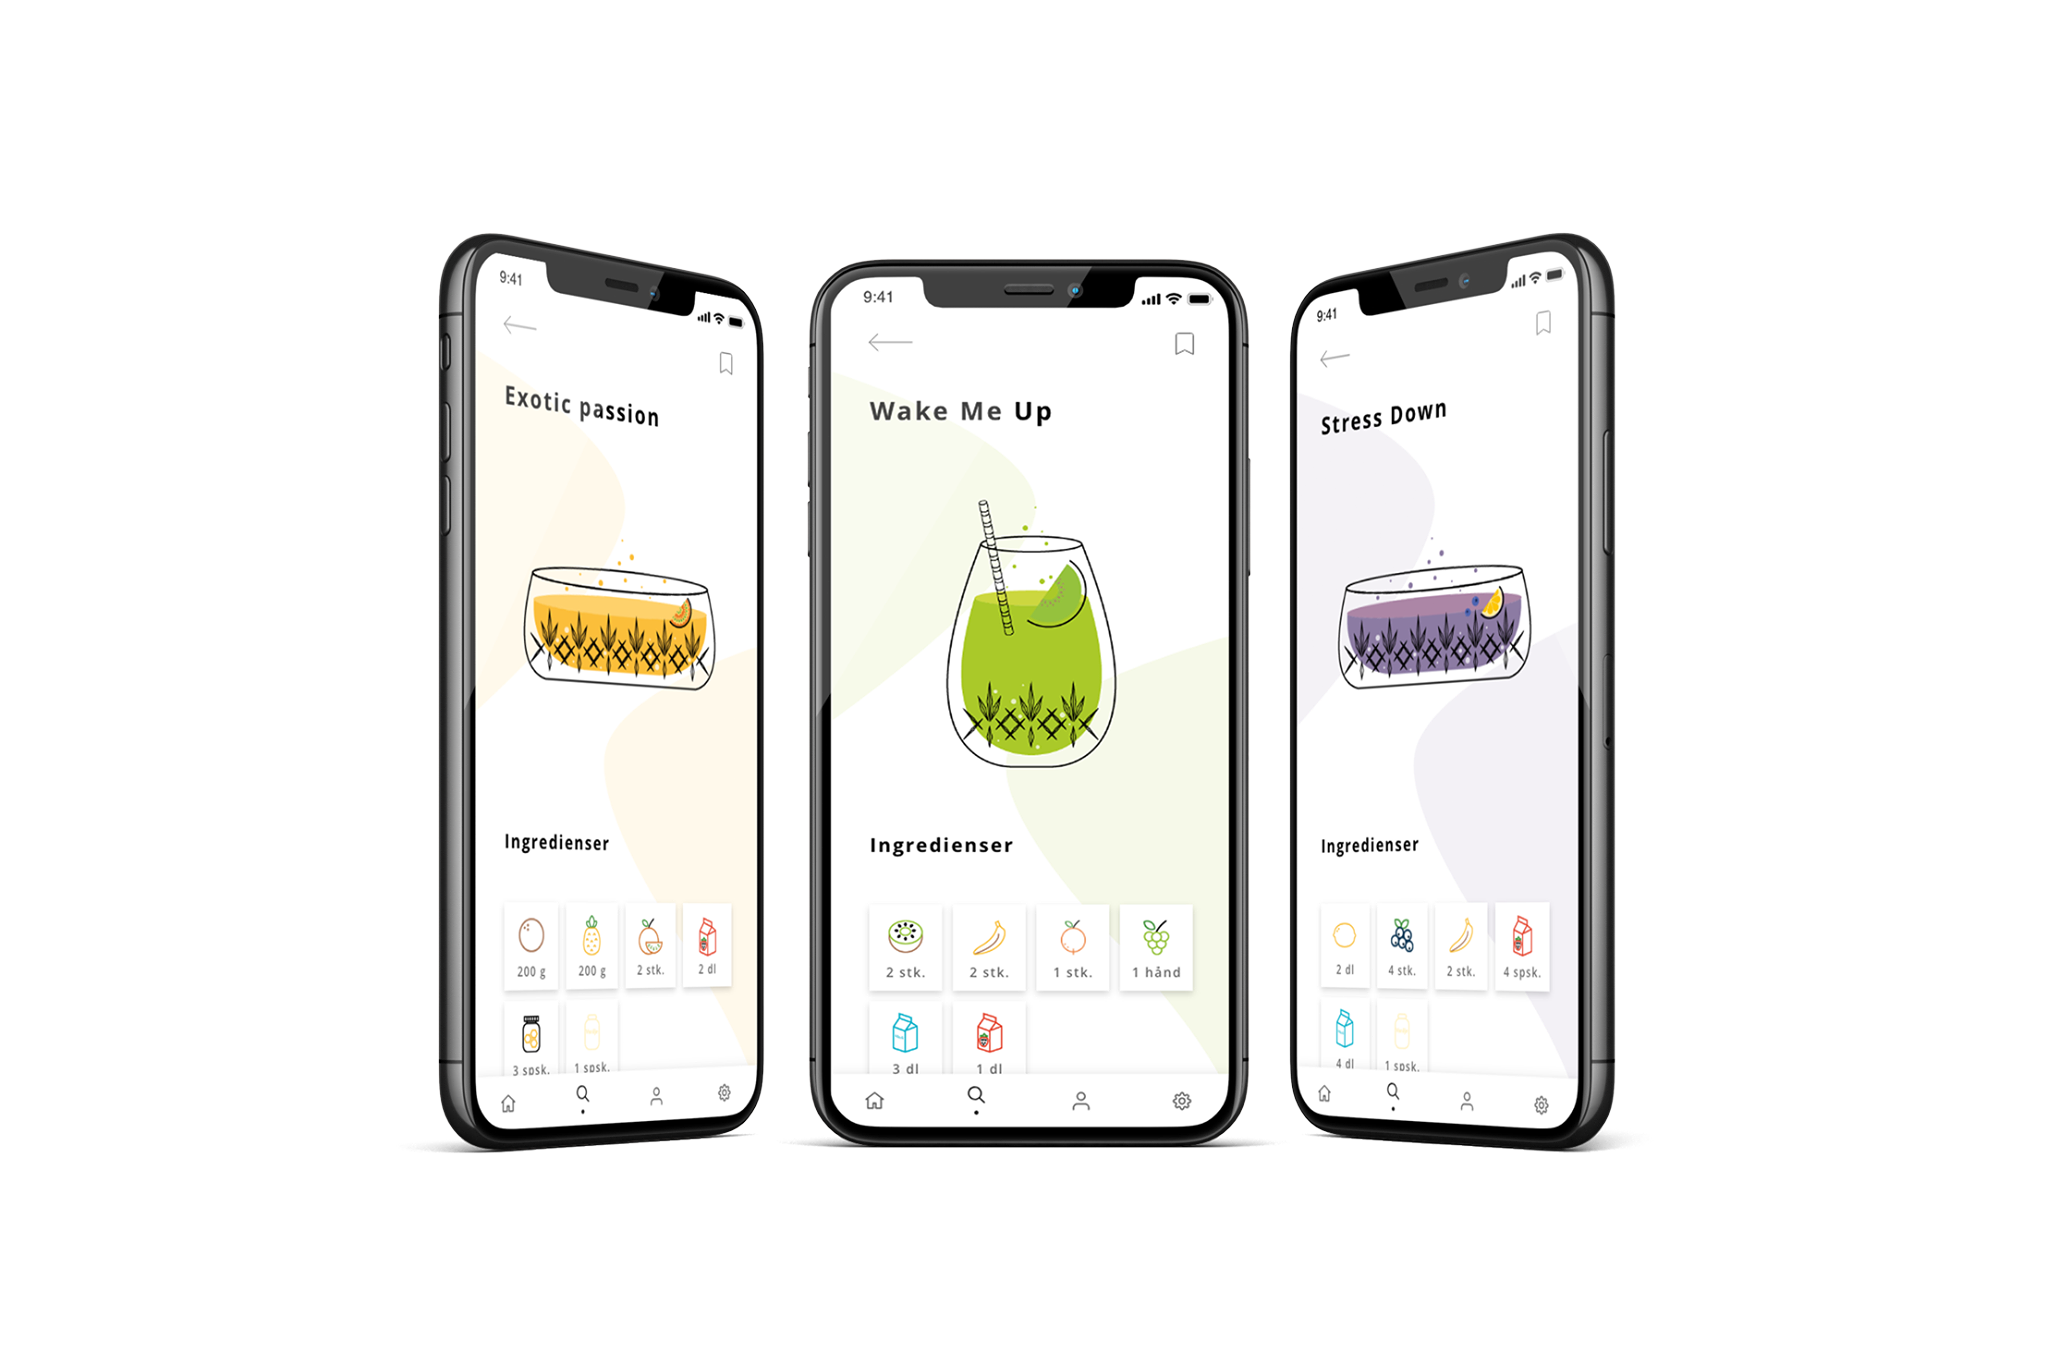 9:41
Exotic passion
Ingredienser
200 g
200 g
2 stk.
2 dl
3 spsk.
1 spsk.
9:41
Wake Me Up
Ingredienser
2 stk.
2 stk.
1 stk.
1 hånd
3 dl
1 dl
9:41
Stress Down
Ingredienser
2 dl
4 stk.
2 stk.
4 spsk.
4 dl
1 spsk.